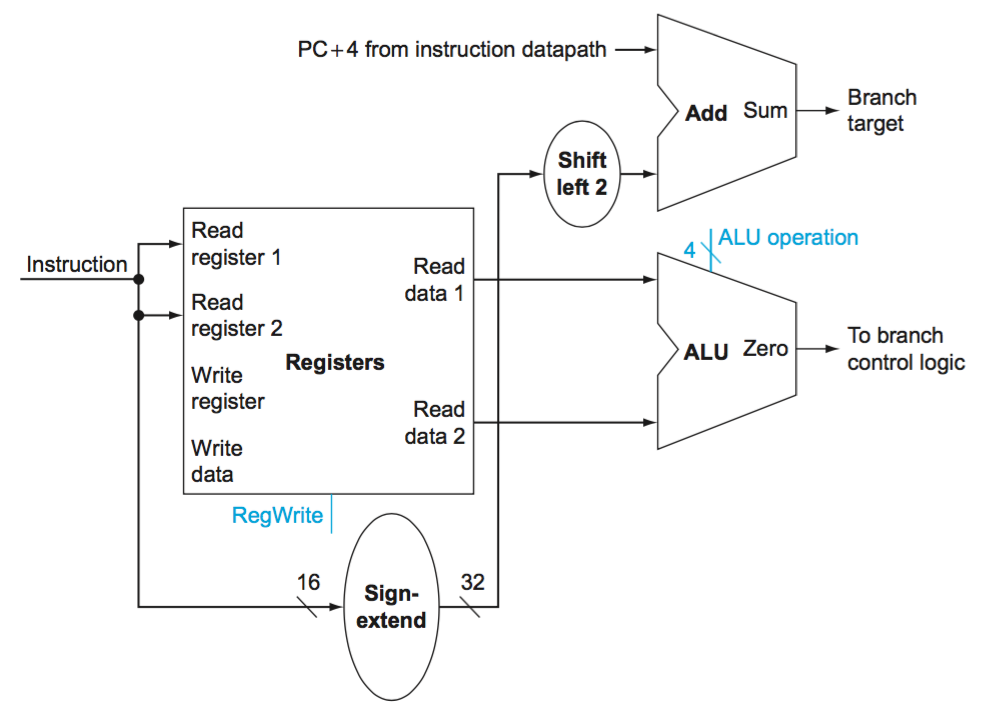 PC+4 from instruction datapath
Add Sum
Branch
target
Shift
left 2
4
ALU operation
Instruction
Read
register 1
Read
register 2
Write
register
Write
data
Registers
Read
data 1
Read
data 2
ALU Zero
To branch
control logic
RegWrite
16
Sign-
extend
32